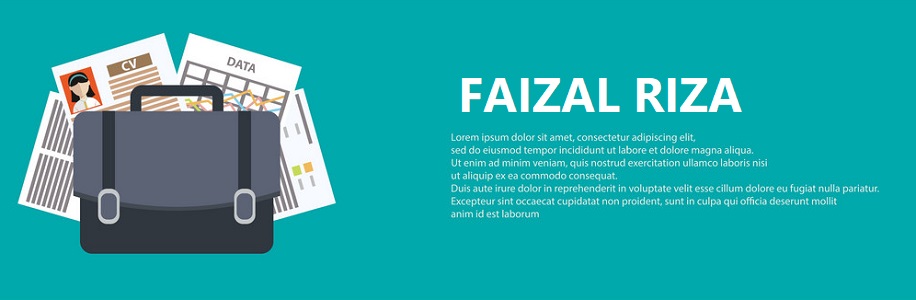 CV
DATA
FAIZAL RIZA
Lorem ipsum dolor sit amet, consectetur adipiscing elit,
sed do eiusmod tempor incididunt ut labore et dolore magna aliqua.
Ut enim ad minim veniam, quis nostrud exercitation ullamco laboris nisi
ut aliquip ex ea commodo consequat.
Duis aute irure dolor in reprehenderit in voluptate velit esse cillum dolore eu fugiat nulla pariatur.
Excepteur sint occaecat cupidatat non proident, sunt in culpa qui officia deserunt mollit
anim id est laborum